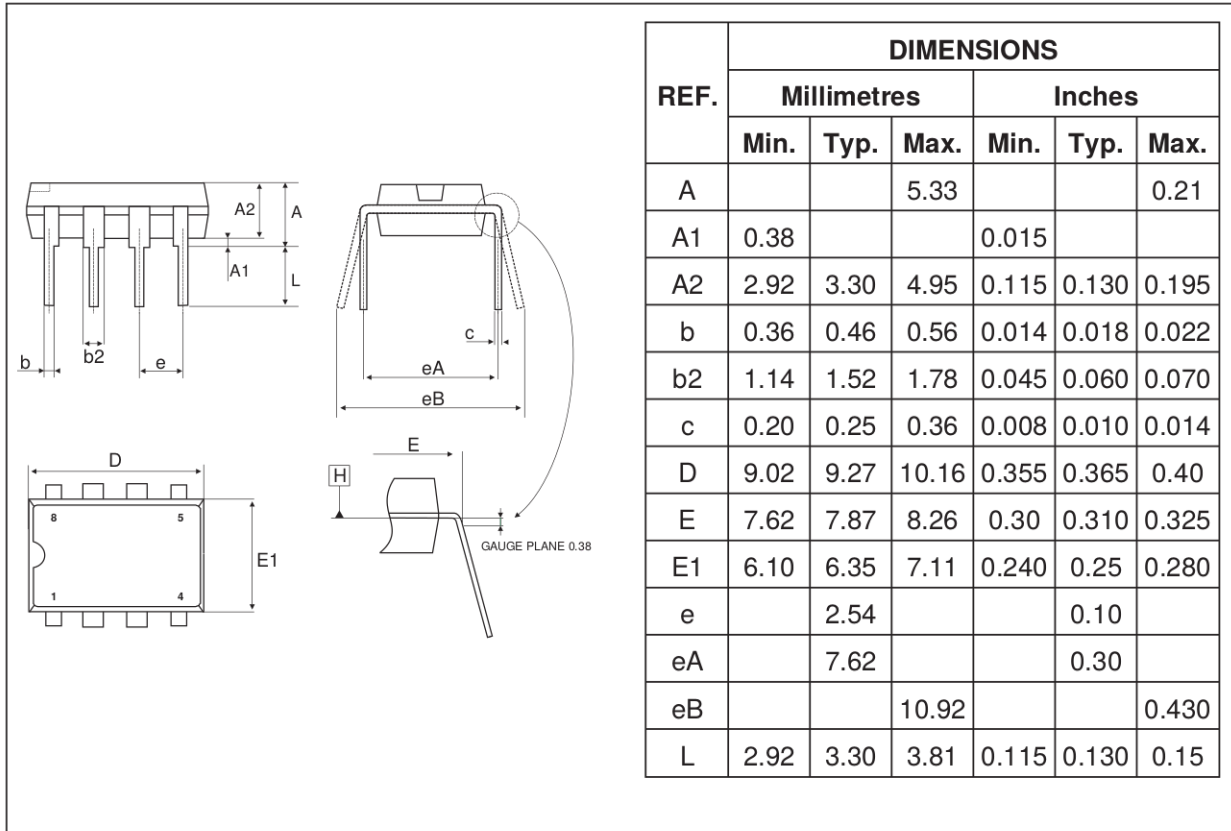 A2
A
A1
L
b
b2
e
c
eA
eB
D
8 5
1 4
E1
E
H
GAUGE PLANE 0.38
REF. DIMENSIONS
Millimetres Inches
Min. Typ. Max. Min. Typ. Max.
A 5.33 0.21
A1 0.38 0.015
A2 2.92 3.30 4.95 0.115 0.130 0.195
b 0.36 0.46 0.56 0.014 0.018 0.022
b2 1.14 1.52 1.78 0.045 0.060 0.070
c 0.20 0.25 0.36 0.008 0.010 0.014
D 9.02 9.27 10.16 0.355 0.365 0.40
E 7.62 7.87 8.26 0.30 0.310 0.325
E1 6.10 6.35 7.11 0.240 0.25 0.280
e 2.54 0.10
eA 7.62 0.30
eB 10.92 0.430
L 2.92 3.30 3.81 0.115 0.130 0.15